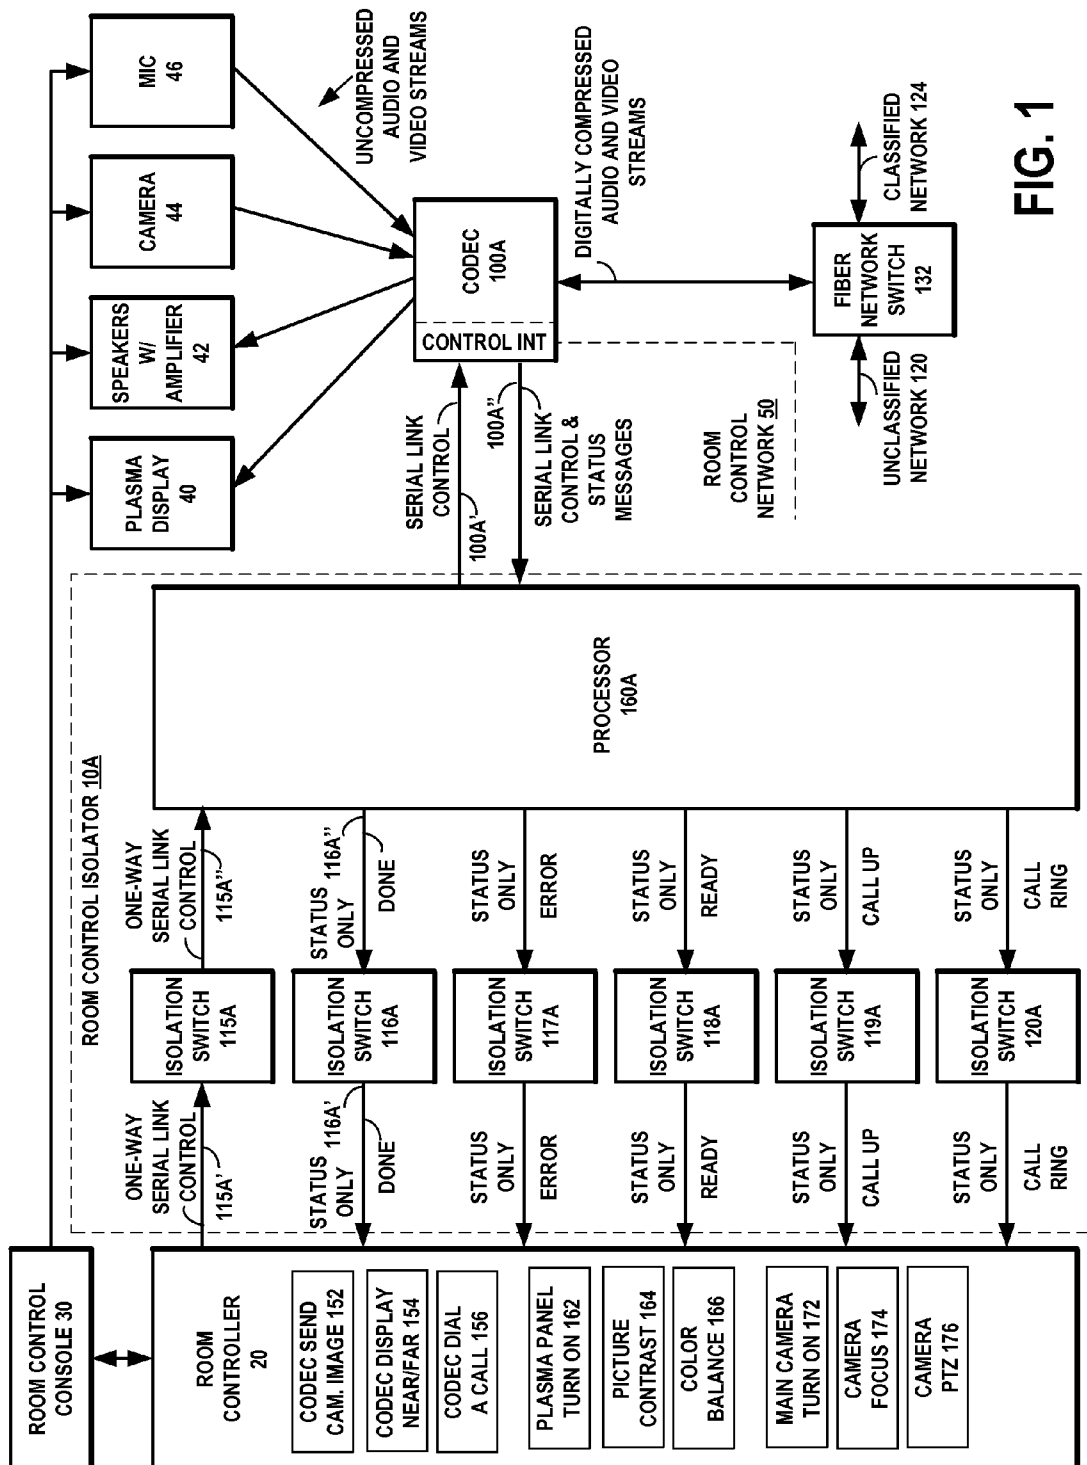 ROOM CONTROL
CONSOLE 30
ROOM
CONTROLLER
20
CODEC SEND
CAM. IMAGE 152
CODEC DISPLAY
NEAR/FAR 154
CODEC DIAL
A CALL 156
PLASMA PANEL
TURN ON 162
PICTURE
CONTRAST 164
COLOR
BALANCE 166
MAIN CAMERA
TURN ON 172
CAMERA
FOCUS 174
CAMERA
PTZ 176
ROOM CONTROL ISOLATOR 10A
ONE-WAY
SERIAL LINK
CONTROL
115A'
ISOLATION
SWITCH
115A
ONE-WAY
SERIAL LINK
CONTROL
115A"
STATUS
ONLY
116A'
DONE
ISOLATION
SWITCH
116A
STATUS
ONLY
116A"
DONE
STATUS
ONLY
ERROR
ISOLATION
SWITCH
117A
STATUS
ONLY
ERROR
STATUS
ONLY
READY
ISOLATION
SWITCH
118A
STATUS
ONLY
READY
STATUS
ONLY
CALL UP
ISOLATION
SWITCH
119A
STATUS
ONLY
CALL UP
STATUS
ONLY
CALL
RING
ISOLATION
SWITCH
120A
STATUS
ONLY
CALL
RING
PROCESSOR
160A
PLASMA
DISPLAY
40
SPEAKERS
W/
AMPLIFIER
42
CAMERA
44
MIC
46
UNCOMPRESSED
AUDIO AND
VIDEO STREAMS
SERIAL LINK
CONTROL
100A'
100A"
SERIAL LINK
CONTROL &
STATUS
MESSAGES
CONTROL INT
CODEC
100A
ROOM
CONTROL
NETWORK 50
DIGITALLY COMPRESSED
AUDIO AND VIDEO
STREAMS
UNCLASSIFIED
NETWORK 120
FIBER
NETWORK
SWITCH
132
CLASSIFIED
NETWORK 124
FIG. 1